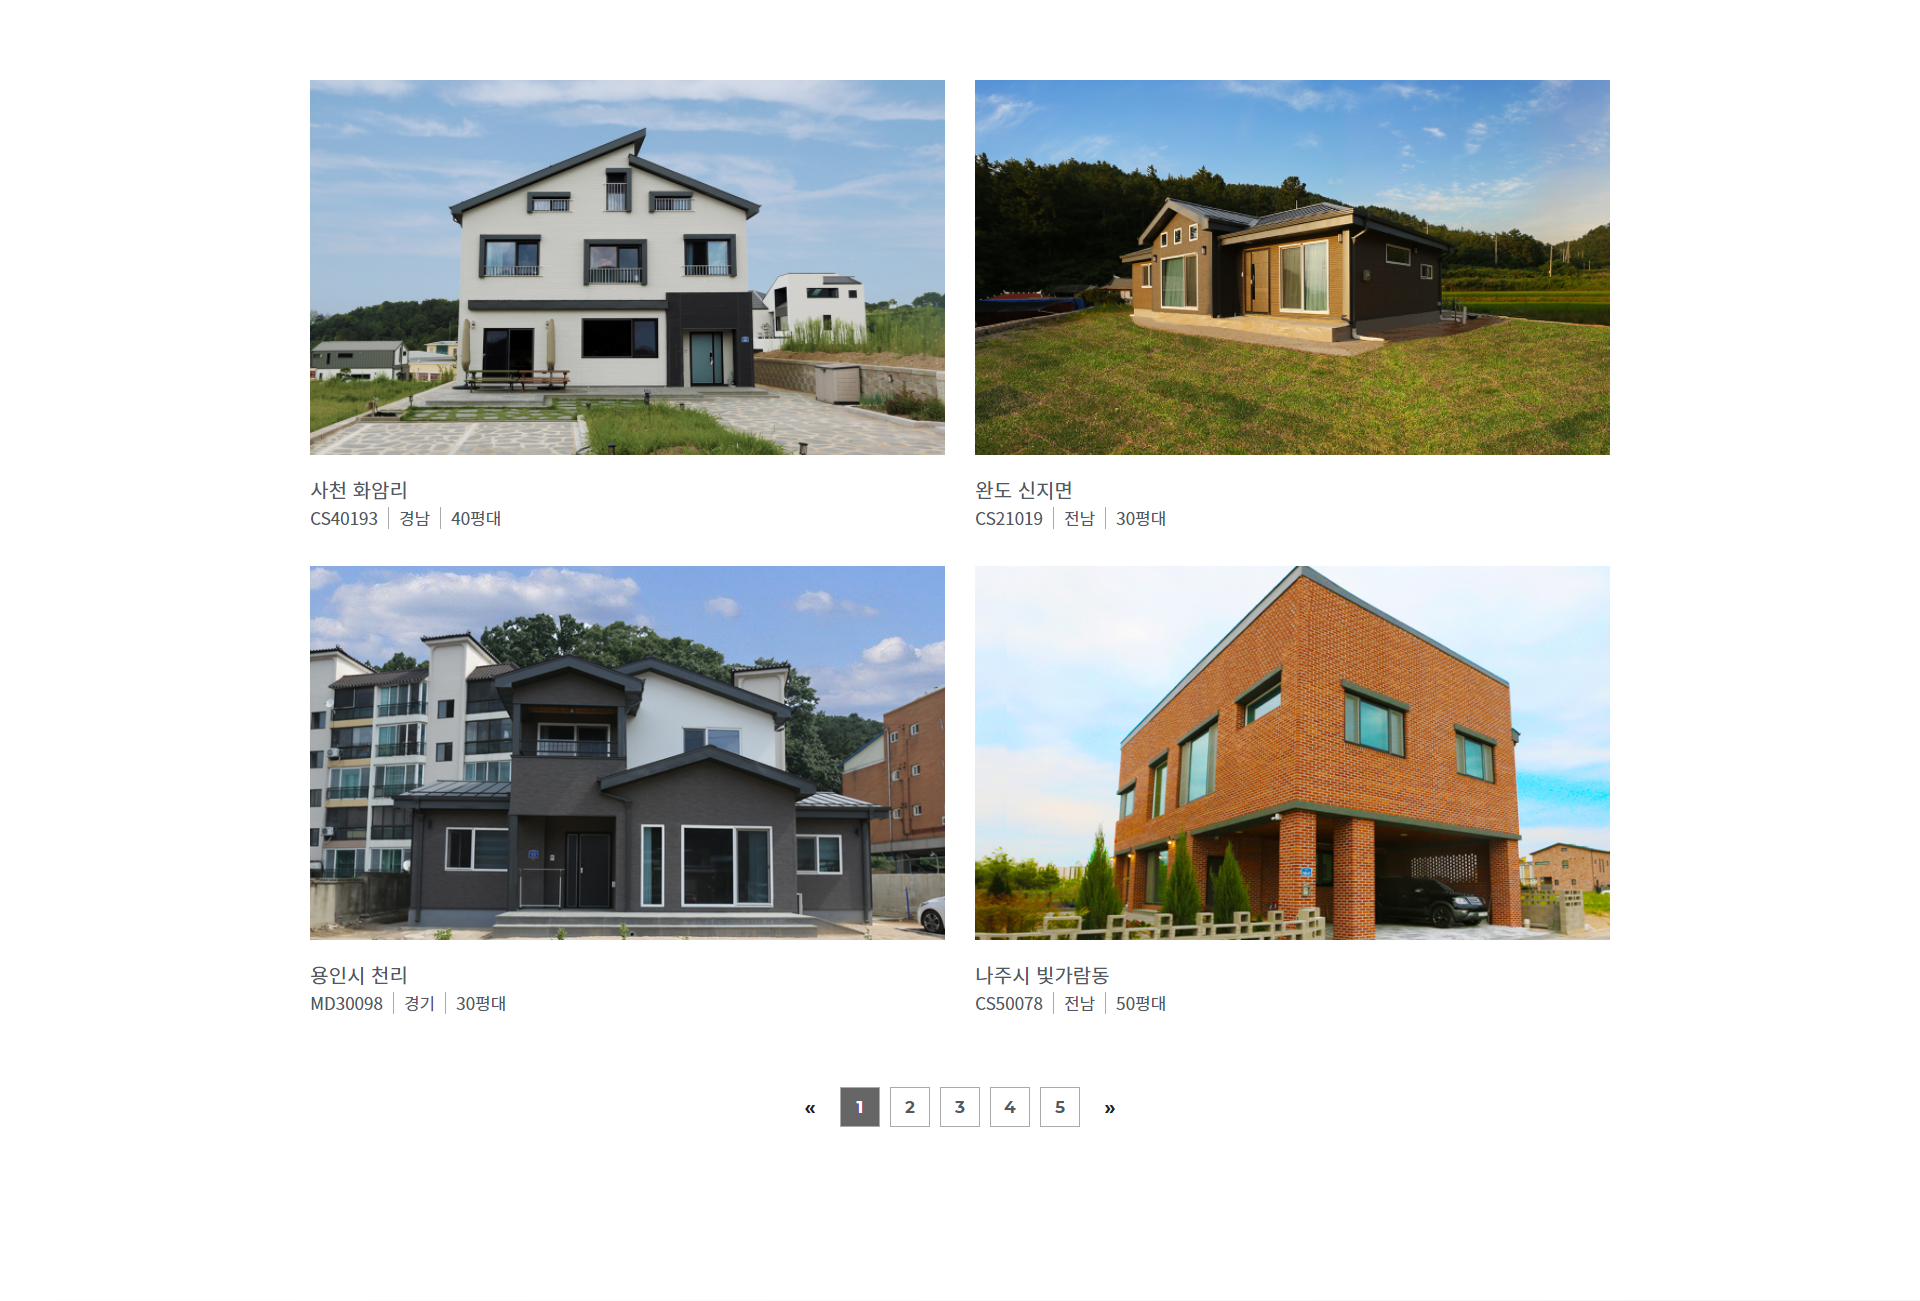 사천 화암리
CS40193 경남 40평대
완도 신지면
CS21019 전남 30평대
용인시 천리
MD30098 경기 30평대
나주시 빛가람동
CS50078 전남 50평대
« 1 2 3 4 5 »